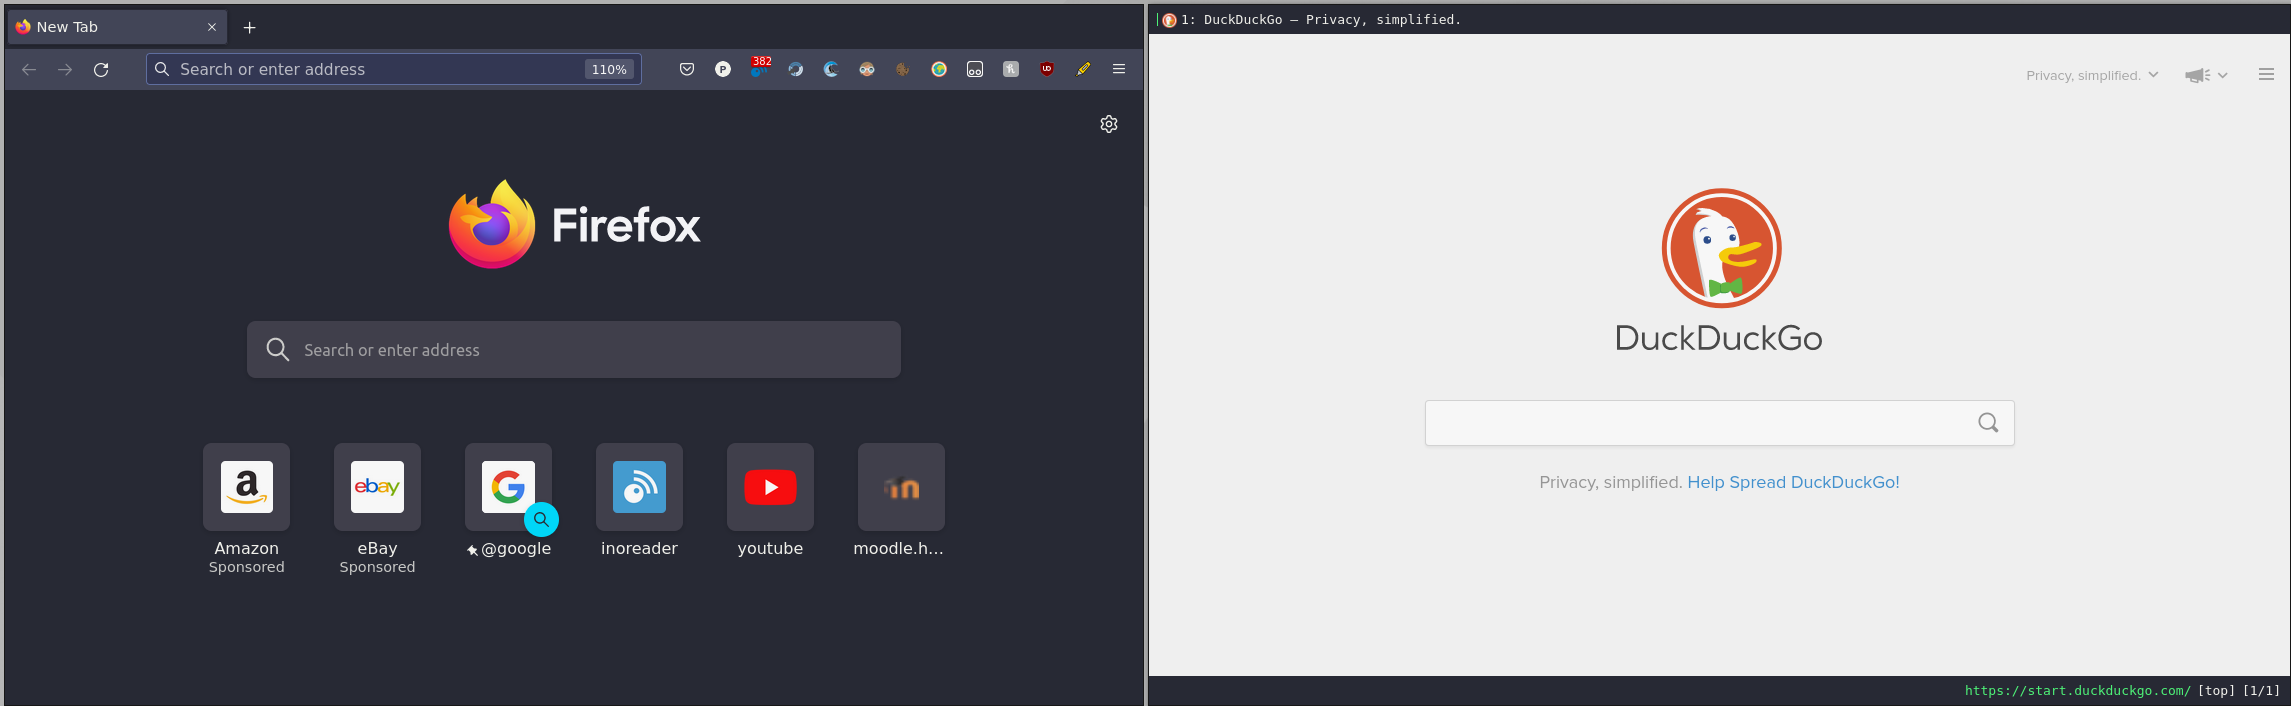 New Tab
Search or enter address
110%
382
Firefox
Search or enter address
Amazon
Sponsored
eBay
Sponsored
@google
inoreader
youtube
moodle.h…
a
ebay
G
P
UO
1: DuckDuckGo — Privacy, simplified.
Privacy, simplified.
DuckDuckGo
Privacy, simplified. Help Spread DuckDuckGo!
https://start.duckduckgo.com/ [top] [1/1]